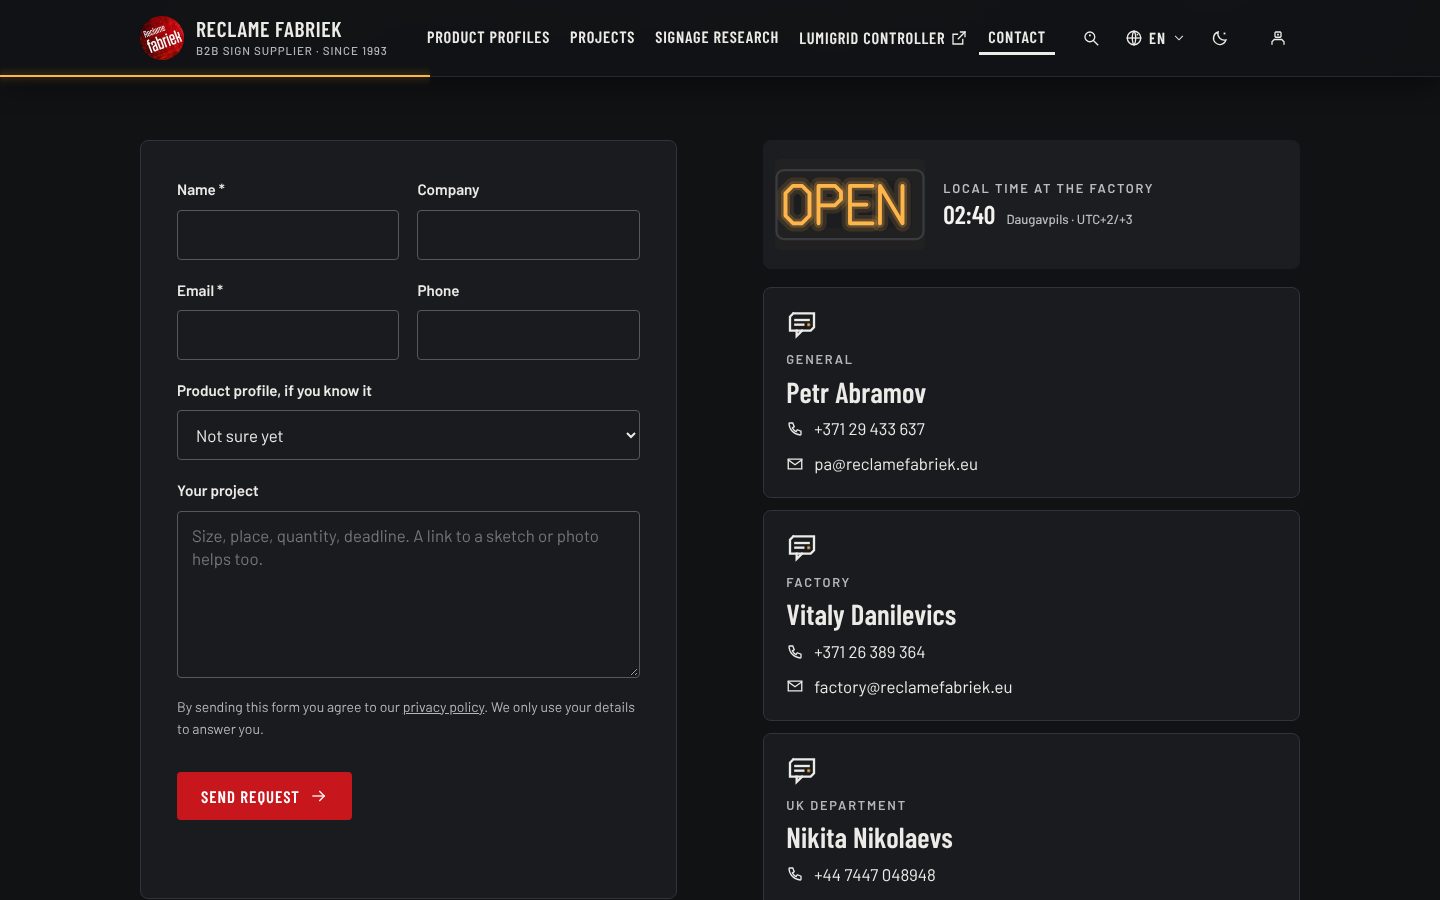 Reclame fabriek
RECLAME FABRIEK
B2B SIGN SUPPLIER · SINCE 1993
PRODUCT PROFILES
PROJECTS
SIGNAGE RESEARCH
LUMIGRID CONTROLLER
CONTACT
EN
Name *
Company
Email *
Phone
Product profile, if you know it
Not sure yet
Your project
Size, place, quantity, deadline. A link to a sketch or photo
helps too.
By sending this form you agree to our privacy policy. We only use your details
to answer you.
SEND REQUEST
OPEN
LOCAL TIME AT THE FACTORY
02:40 Daugavpils · UTC+2/+3
GENERAL
Petr Abramov
+371 29 433 637
pa@reclamefabriek.eu
FACTORY
Vitaly Danilevics
+371 26 389 364
factory@reclamefabriek.eu
UK DEPARTMENT
Nikita Nikolaevs
+44 7447 048948